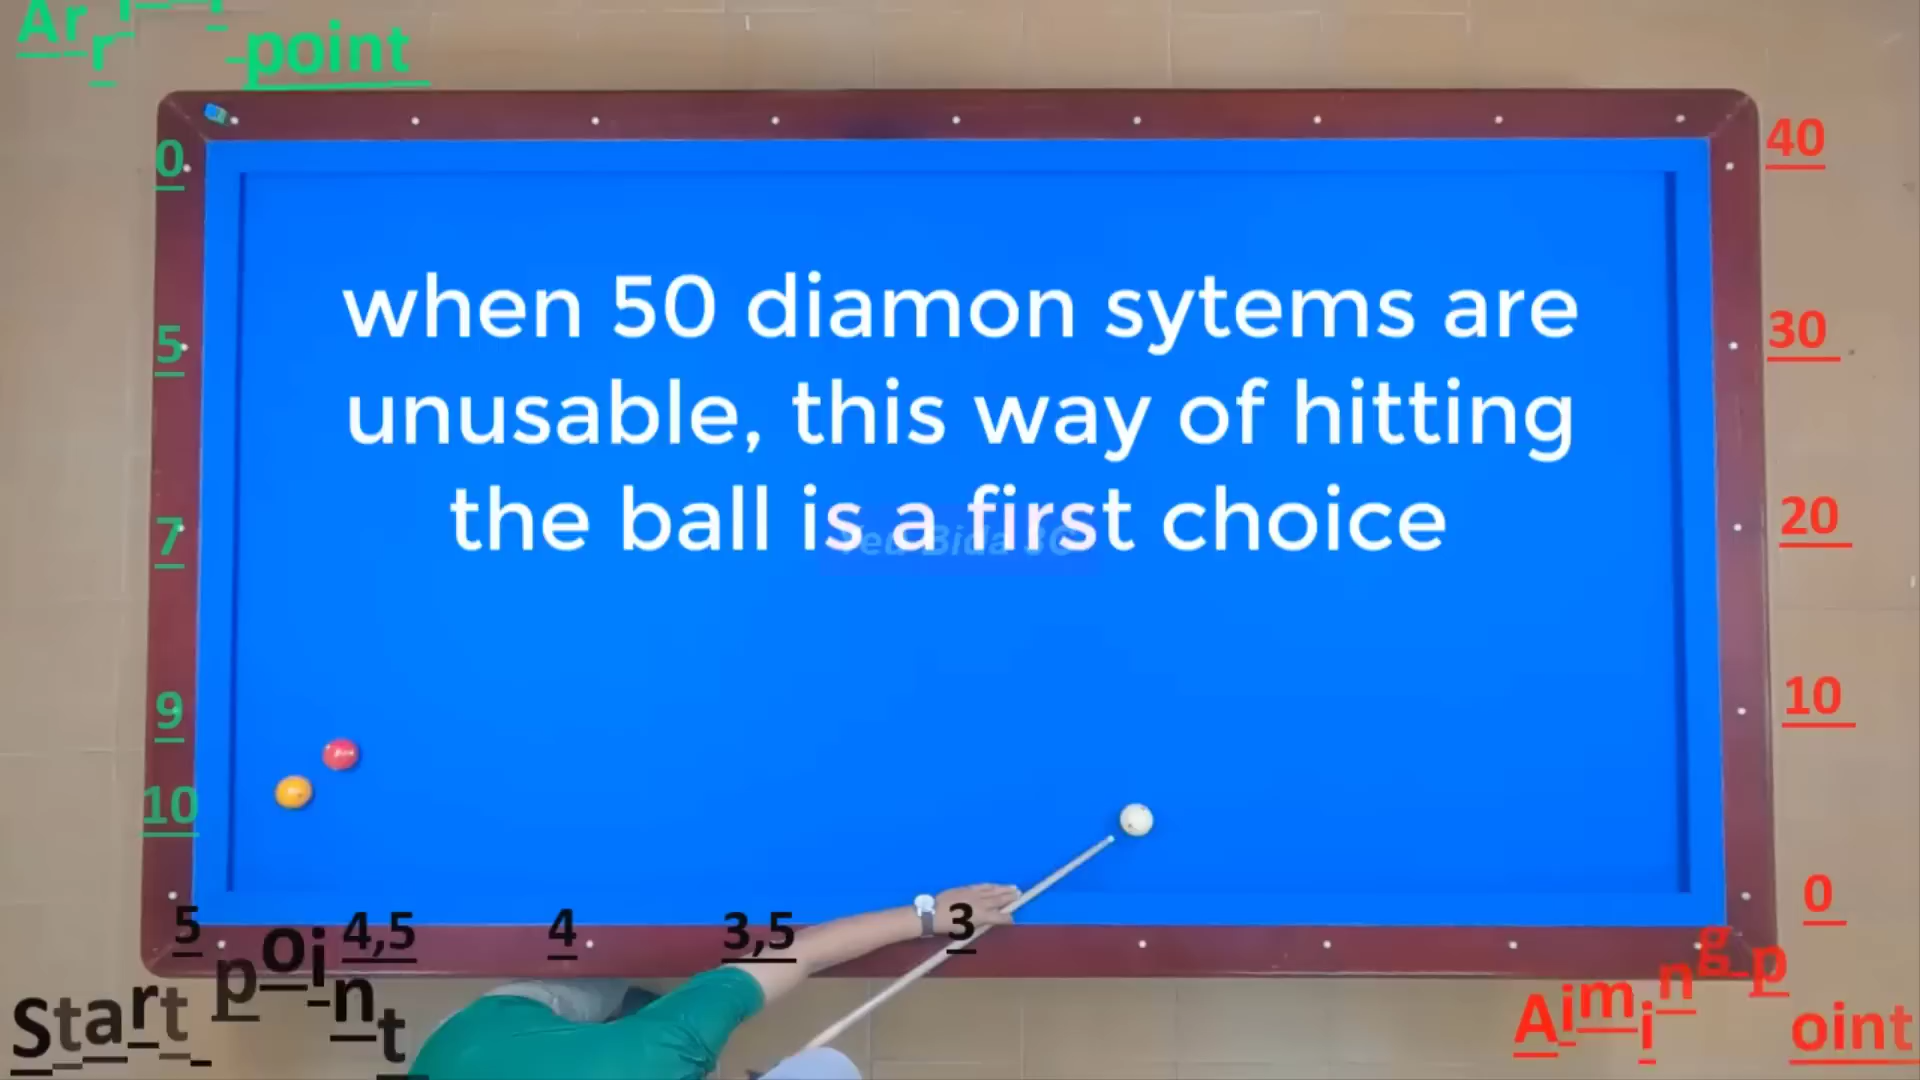 Arr
point
0
40
when 50 diamon sytems are
5
30
unusable, this way of hitting
the ball is a first choice
7
20
9
10
10
0
5
4,5
4
3,5
3
Start point
Aiming point